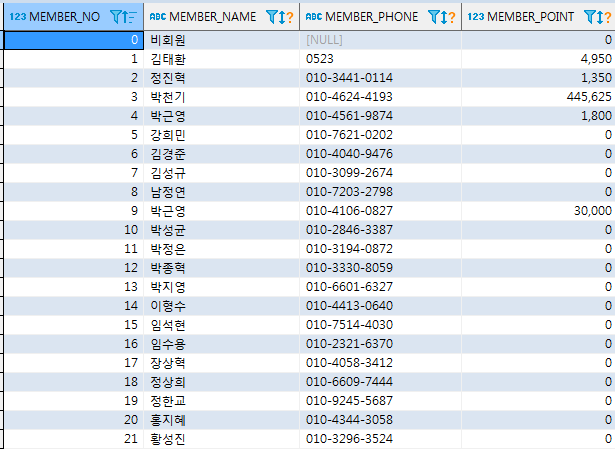 123 MEMBER_NO ABC MEMBER_NAME ABC MEMBER_PHONE 123 MEMBER_POINT
0 비회원 [NULL] 0
1 김태환 0523 4,950
2 정진혁 010-3441-0114 1,350
3 박천기 010-4624-4193 445,625
4 박근영 010-4561-9874 1,800
5 강희민 010-7621-0202 0
6 김경준 010-4040-9476 0
7 김성규 010-3099-2674 0
8 남정연 010-7203-2798 0
9 박근영 010-4106-0827 30,000
10 박성균 010-2846-3387 0
11 박정은 010-3194-0872 0
12 박종혁 010-3330-8059 0
13 박지영 010-6601-6327 0
14 이형수 010-4413-0640 0
15 임석현 010-7514-4030 0
16 임수용 010-2321-6370 0
17 장상혁 010-4058-3412 0
18 정상희 010-6609-7444 0
19 정한교 010-9245-5687 0
20 홍지혜 010-4344-3058 0
21 황성진 010-3296-3524 0